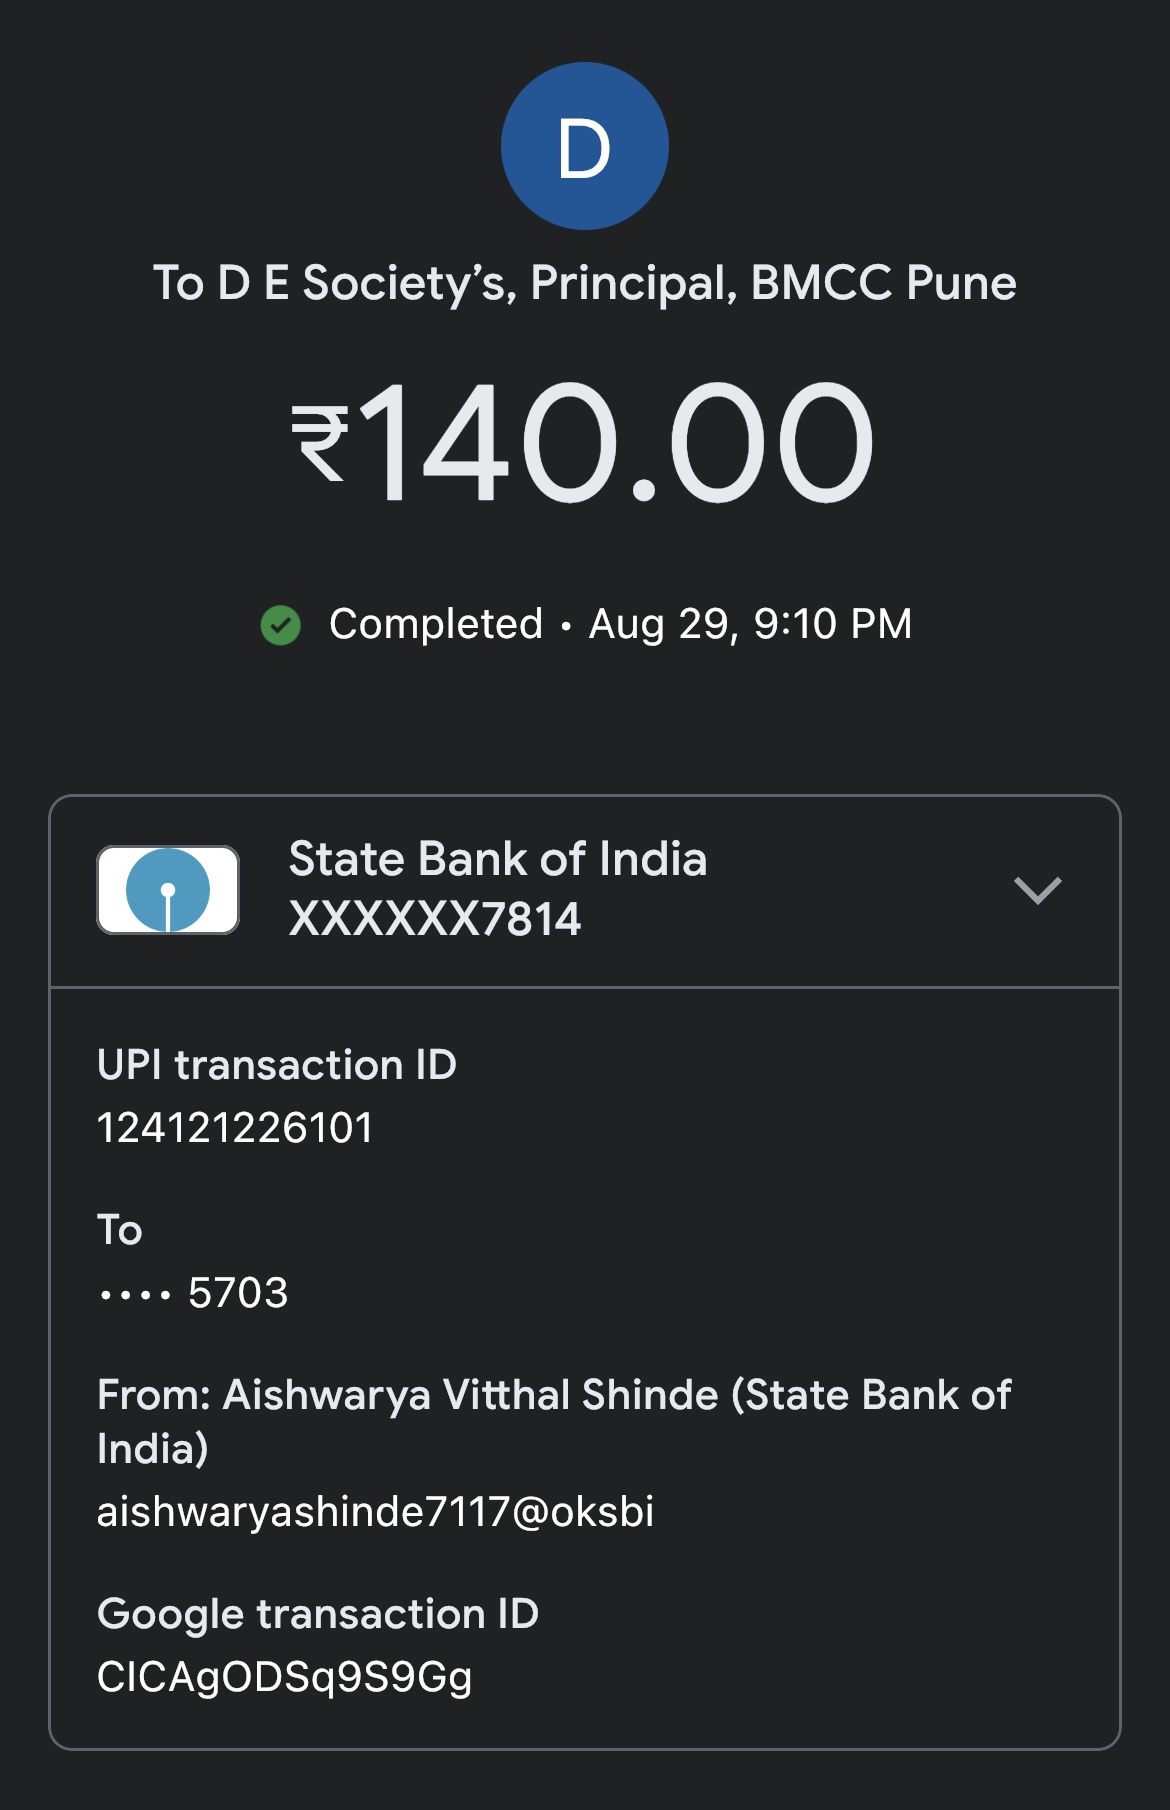 D
To D E Society’s, Principal, BMCC Pune
₹140.00
Completed • Aug 29, 9:10 PM
State Bank of India
XXXXXX7814
UPI transaction ID
124121226101
To
•••• 5703
From: Aishwarya Vitthal Shinde (State Bank of
India)
aishwaryashinde7117@oksbi
Google transaction ID
CICAgODSq9S9Gg